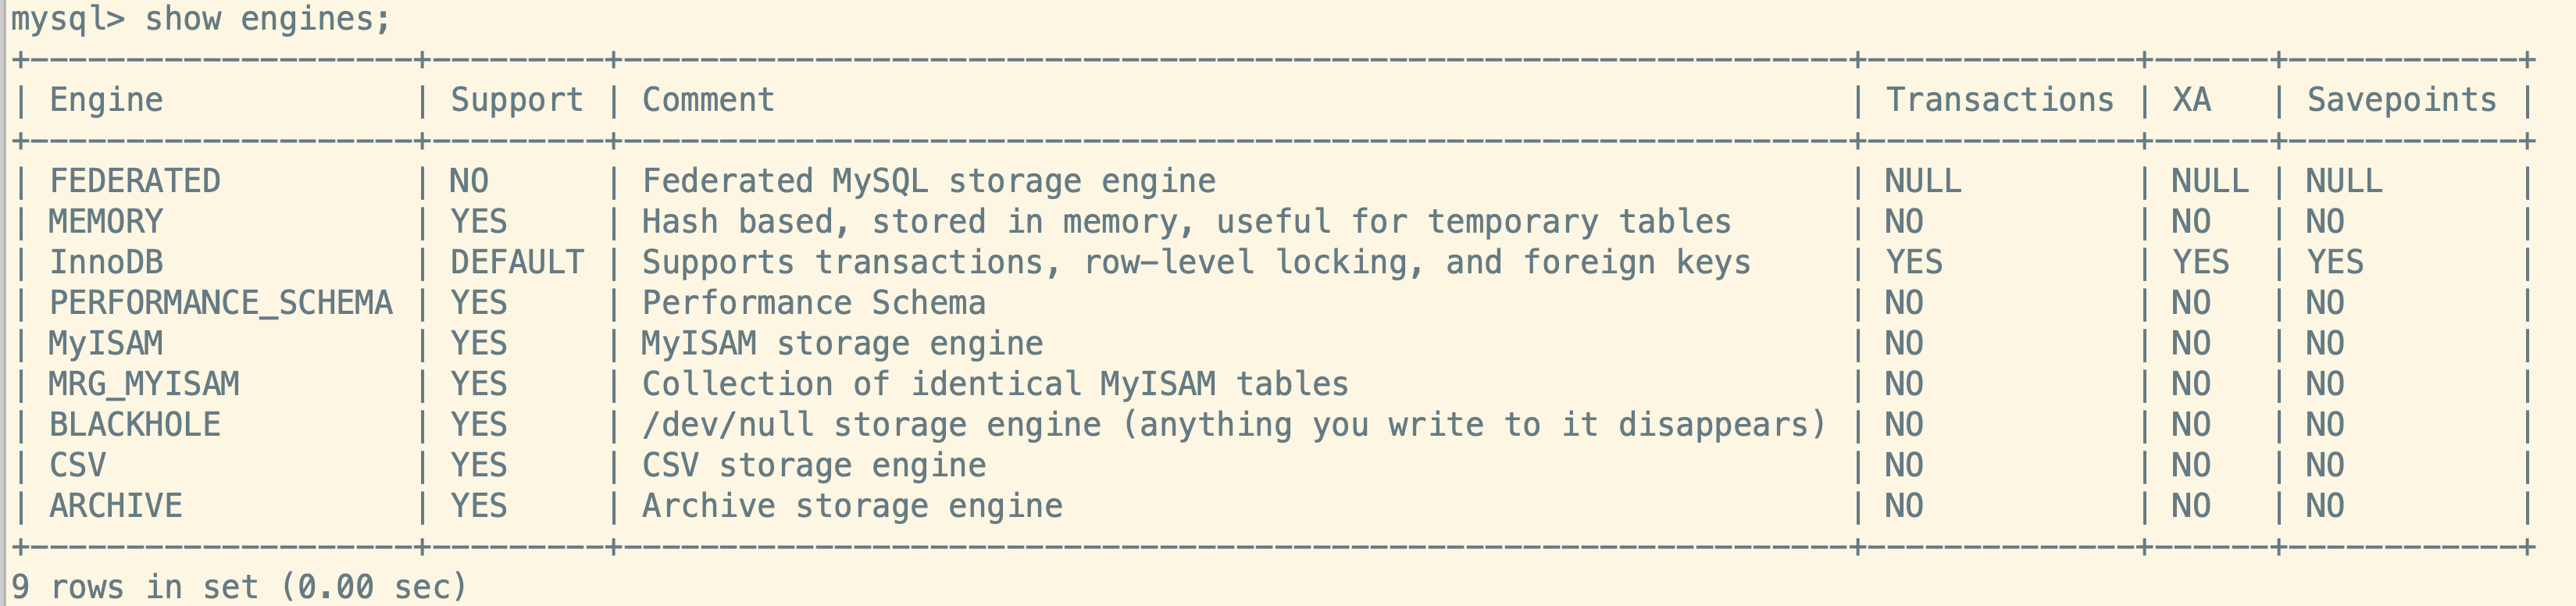 mysql> show engines;
+--------------------+---------+----------------------------------------------------------------+--------------+------+------------+
| Engine             | Support | Comment                                                        | Transactions | XA   | Savepoints |
+--------------------+---------+----------------------------------------------------------------+--------------+------+------------+
| FEDERATED          | NO      | Federated MySQL storage engine                                 | NULL         | NULL | NULL       |
| MEMORY             | YES     | Hash based, stored in memory, useful for temporary tables      | NO           | NO   | NO         |
| InnoDB             | DEFAULT | Supports transactions, row-level locking, and foreign keys     | YES          | YES  | YES        |
| PERFORMANCE_SCHEMA | YES     | Performance Schema                                             | NO           | NO   | NO         |
| MyISAM             | YES     | MyISAM storage engine                                          | NO           | NO   | NO         |
| MRG_MYISAM         | YES     | Collection of identical MyISAM tables                          | NO           | NO   | NO         |
| BLACKHOLE          | YES     | /dev/null storage engine (anything you write to it disappears) | NO           | NO   | NO         |
| CSV                | YES     | CSV storage engine                                             | NO           | NO   | NO         |
| ARCHIVE            | YES     | Archive storage engine                                         | NO           | NO   | NO         |
+--------------------+---------+----------------------------------------------------------------+--------------+------+------------+
9 rows in set (0.00 sec)